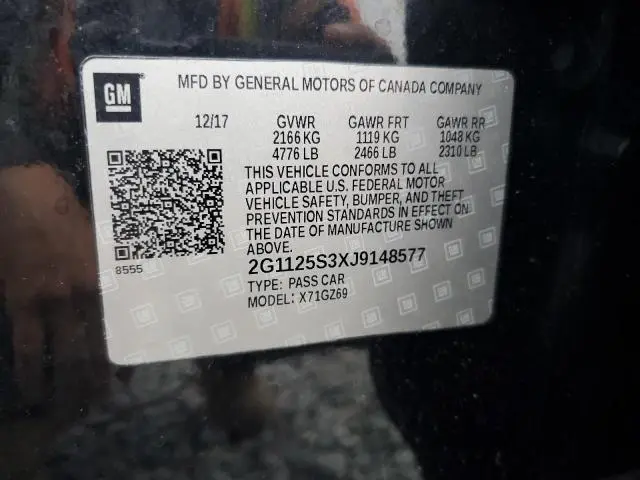 GM
MFD BY GENERAL MOTORS OF CANADA COMPANY
12/17 GVWR GAWR FRT GAWR RR
2166 KG 1119 KG 1048 KG
4776 LB 2466 LB 2310 LB
THIS VEHICLE CONFORMS TO ALL
APPLICABLE U.S. FEDERAL MOTOR
VEHICLE SAFETY, BUMPER, AND THEFT
PREVENTION STANDARDS IN EFFECT ON
THE DATE OF MANUFACTURE SHOWN
ABOVE.
8555
2G1125S3XJ9148577
TYPE: PASS CAR
MODEL: X71GZ69